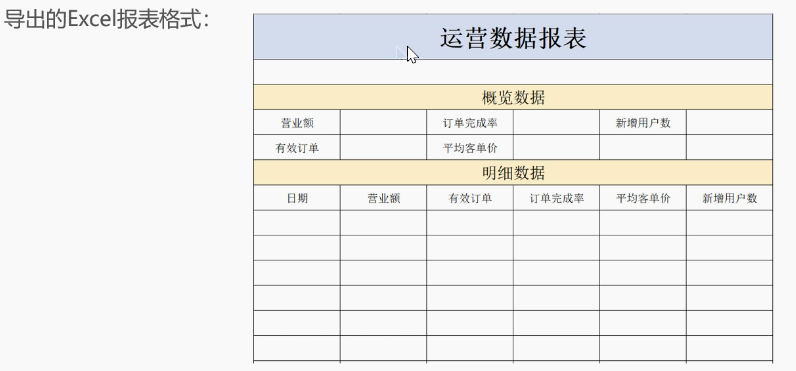 导出的Excel报表格式：
运营数据报表
概览数据
营业额 订单完成率 新增用户数
有效订单 平均客单价
明细数据
日期 营业额 有效订单 订单完成率 平均客单价 新增用户数